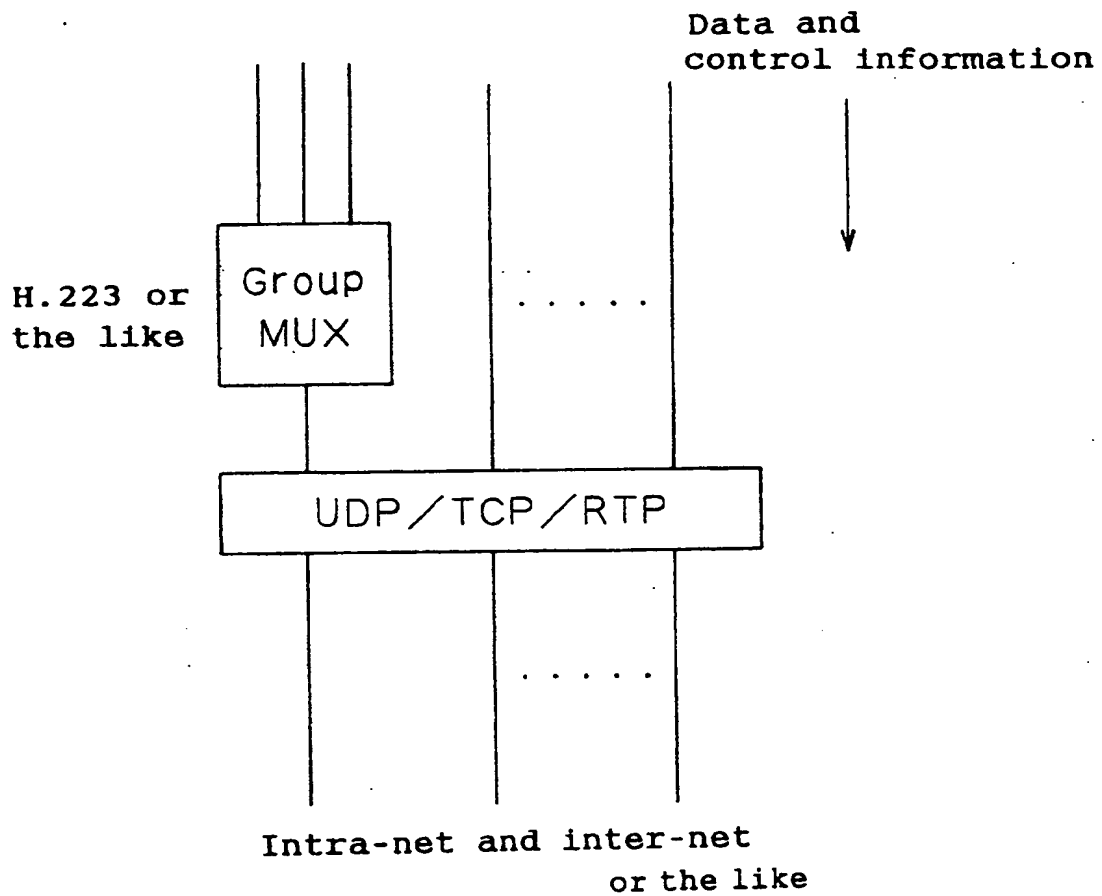 Data and
control information
H.223 or
the like
Group
MUX
. . . . .
UDP/TCP/RTP
. . . . .
Intra-net and inter-net
or the like